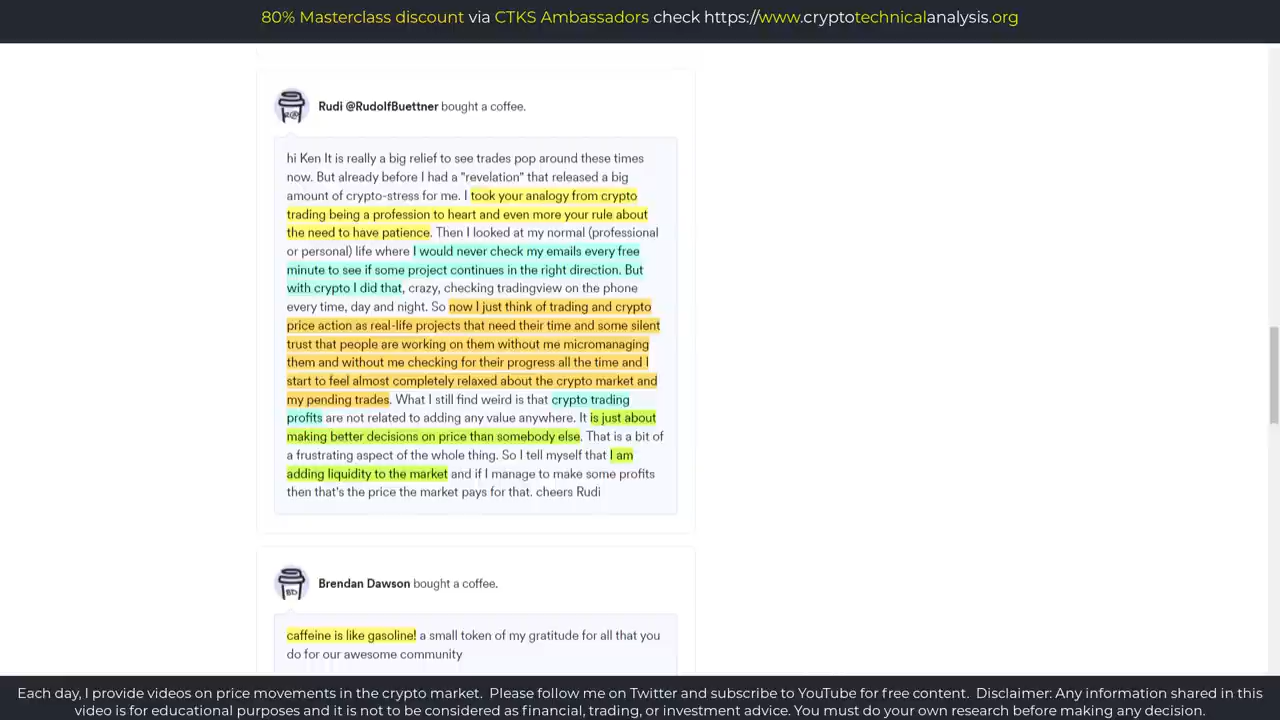 80% Masterclass discount via CTKS Ambassadors check https://www.cryptotechnicalanalysis.org
Rudi @RudolfBuettner bought a coffee.
hi Ken It is really a big relief to see trades pop around these times
now. But already before I had a "revelation" that released a big
amount of crypto-stress for me. I took your analogy from crypto
trading being a profession to heart and even more your rule about
the need to have patience. Then I looked at my normal (professional
or personal) life where I would never check my emails every free
minute to see if some project continues in the right direction. But
with crypto I did that, crazy, checking tradingview on the phone
every time, day and night. So now I just think of trading and crypto
price action as real-life projects that need their time and some silent
trust that people are working on them without me micromanaging
them and without me checking for their progress all the time and I
start to feel almost completely relaxed about the crypto market and
my pending trades. What I still find weird is that crypto trading
profits are not related to adding any value anywhere. It is just about
making better decisions on price than somebody else. That is a bit of
a frustrating aspect of the whole thing. So I tell myself that I am
adding liquidity to the market and if I manage to make some profits
then that's the price the market pays for that. cheers Rudi
BD
Brendan Dawson bought a coffee.
caffeine is like gasoline! a small token of my gratitude for all that you
do for our awesome community
Each day, I provide videos on price movements in the crypto market. Please follow me on Twitter and subscribe to YouTube for free content. Disclaimer: Any information shared in this
video is for educational purposes and it is not to be considered as financial, trading, or investment advice. You must do your own research before making any decision.